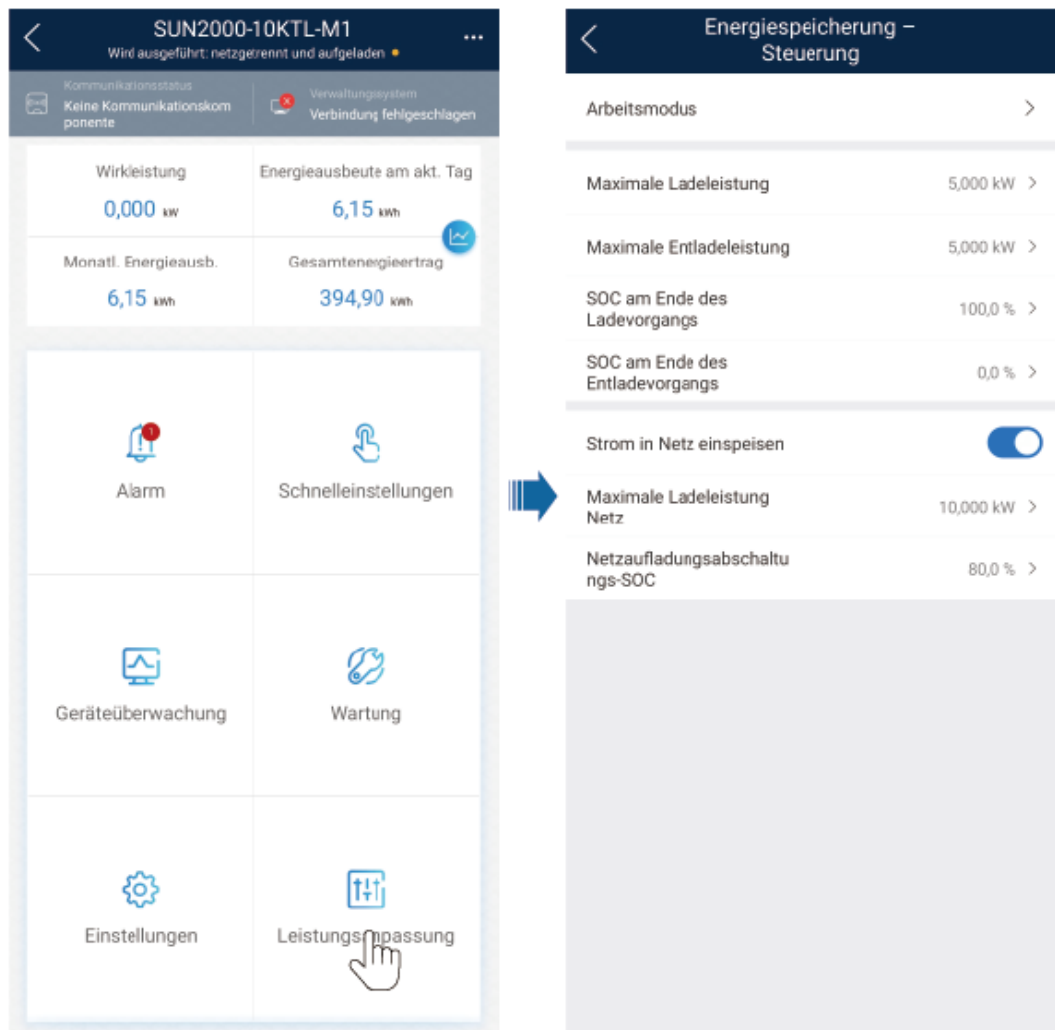 SUN2000-10KTL-M1
Wird ausgeführt: netzgetrennt und aufgeladen
Kommunikationsstatus
Keine Kommunikationskom
ponente
Verwaltungssystem
Verbindung fehlgeschlagen
Wirkleistung
0,000 kW
Energieausbeute am akt. Tag
6,15 kWh
Monatl. Energieausb.
6,15 kWh
Gesamtenergieertrag
394,90 kWh
1
Alarm
Schnelleinstellungen
Geräteüberwachung
Wartung
Einstellungen
Leistungsanpassung
Energiespeicherung –
Steuerung
Arbeitsmodus
Maximale Ladeleistung
5,000 kW
Maximale Entladeleistung
5,000 kW
SOC am Ende des
Ladevorgangs
100,0 %
SOC am Ende des
Entladevorgangs
0,0 %
Strom in Netz einspeisen
Maximale Ladeleistung
Netz
10,000 kW
Netzaufladungsabschaltu
ngs-SOC
80,0 %